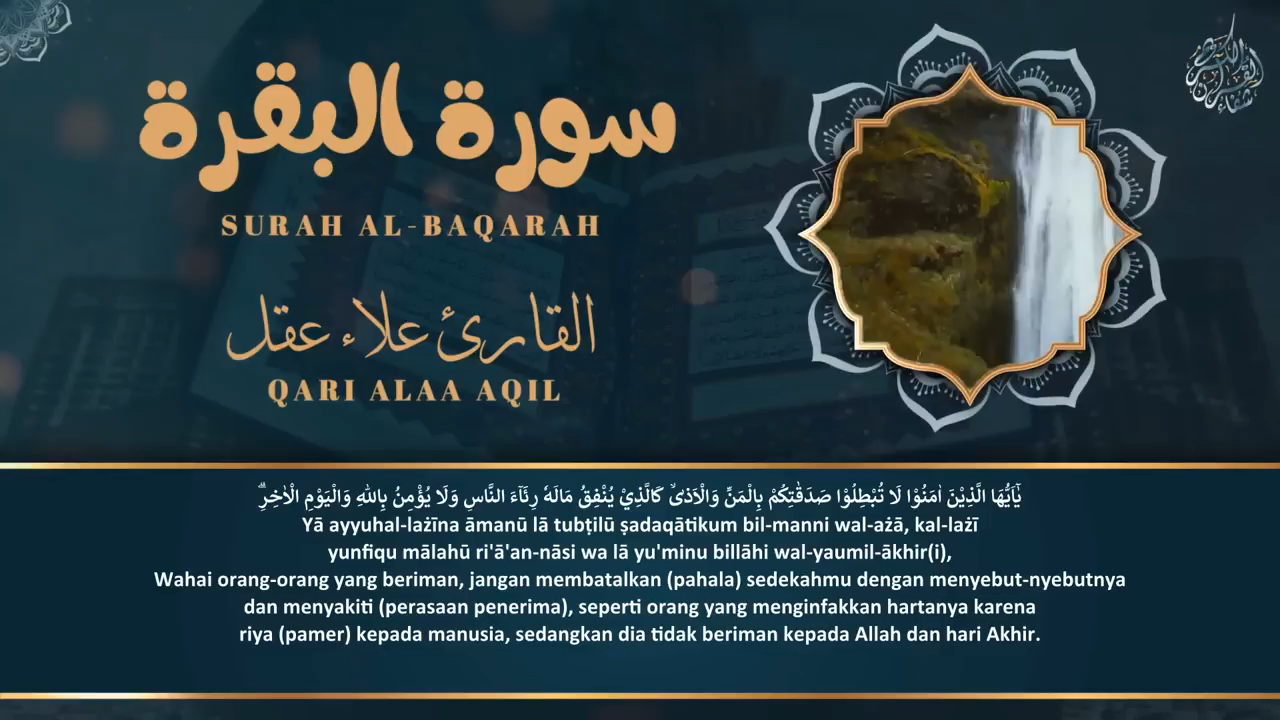 سورة البقرة
SURAH AL-BAQARAH
القارئ علاء عقل
QARI ALAA AQIL
يٰٓاَيُّهَا الَّذِيْنَ اٰمَنُوْا لَا تُبْطِلُوْا صَدَقٰتِكُمْ بِالْمَنِّ وَالْاَذٰىۙ كَالَّذِيْ يُنْفِقُ مَالَهٗ رِئَاۤءَ النَّاسِ وَلَا يُؤْمِنُ بِاللّٰهِ وَالْيَوْمِ الْاٰخِرِۗ
Yā ayyuhal-lażīna āmanū lā tubṭilū ṣadaqātikum bil-manni wal-ażā, kal-lażī
yunfiqu mālahū ri'ā'an-nāsi wa lā yu'minu billāhi wal-yaumil-ākhir(i),
Wahai orang-orang yang beriman, jangan membatalkan (pahala) sedekahmu dengan menyebut-nyebutnya
dan menyakiti (perasaan penerima), seperti orang yang menginfakkan hartanya karena
riya (pamer) kepada manusia, sedangkan dia tidak beriman kepada Allah dan hari Akhir.